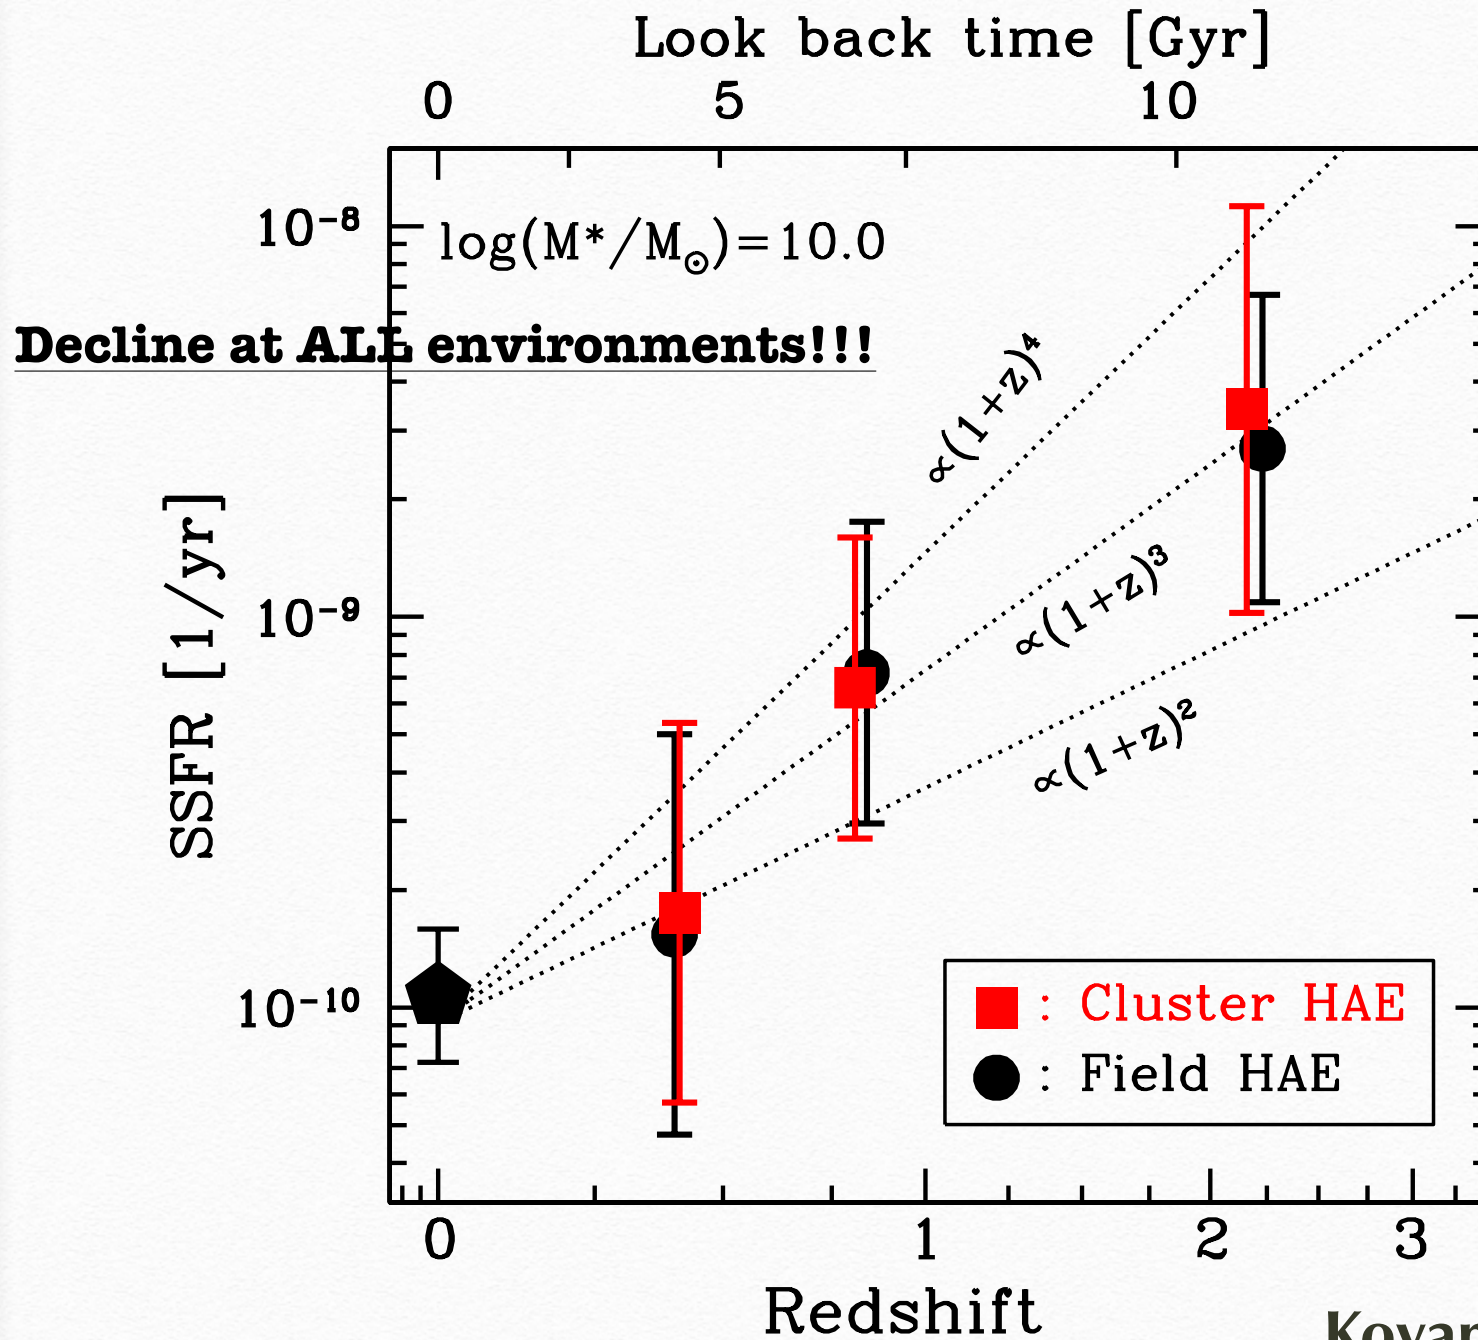 Look back time [Gyr]
0 5 10
10⁻⁸
log(M*/M☉)=10.0
Decline at ALL environments!!!
∝(1+z)⁴
SSFR [1/yr]
10⁻⁹
∝(1+z)³
∝(1+z)²
10⁻¹⁰
: Cluster HAE
: Field HAE
0 1 2 3
Redshift